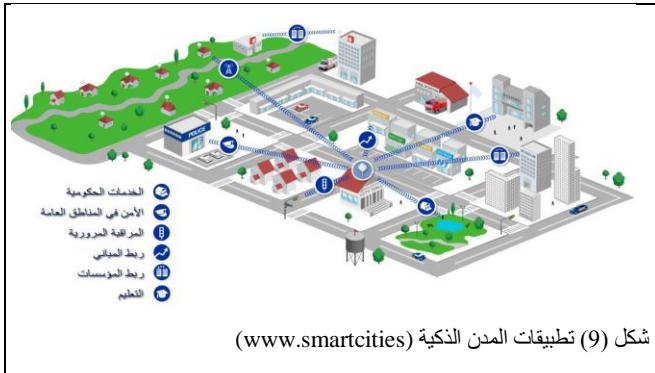 POLICE
الخدمات الحكومية
الأمن في المناطق العامة
المراقبة المرورية
ربط المباني
ربط المؤسسات
التعليم
شكل (9) تطبيقات المدن الذكية (www.smartcities)